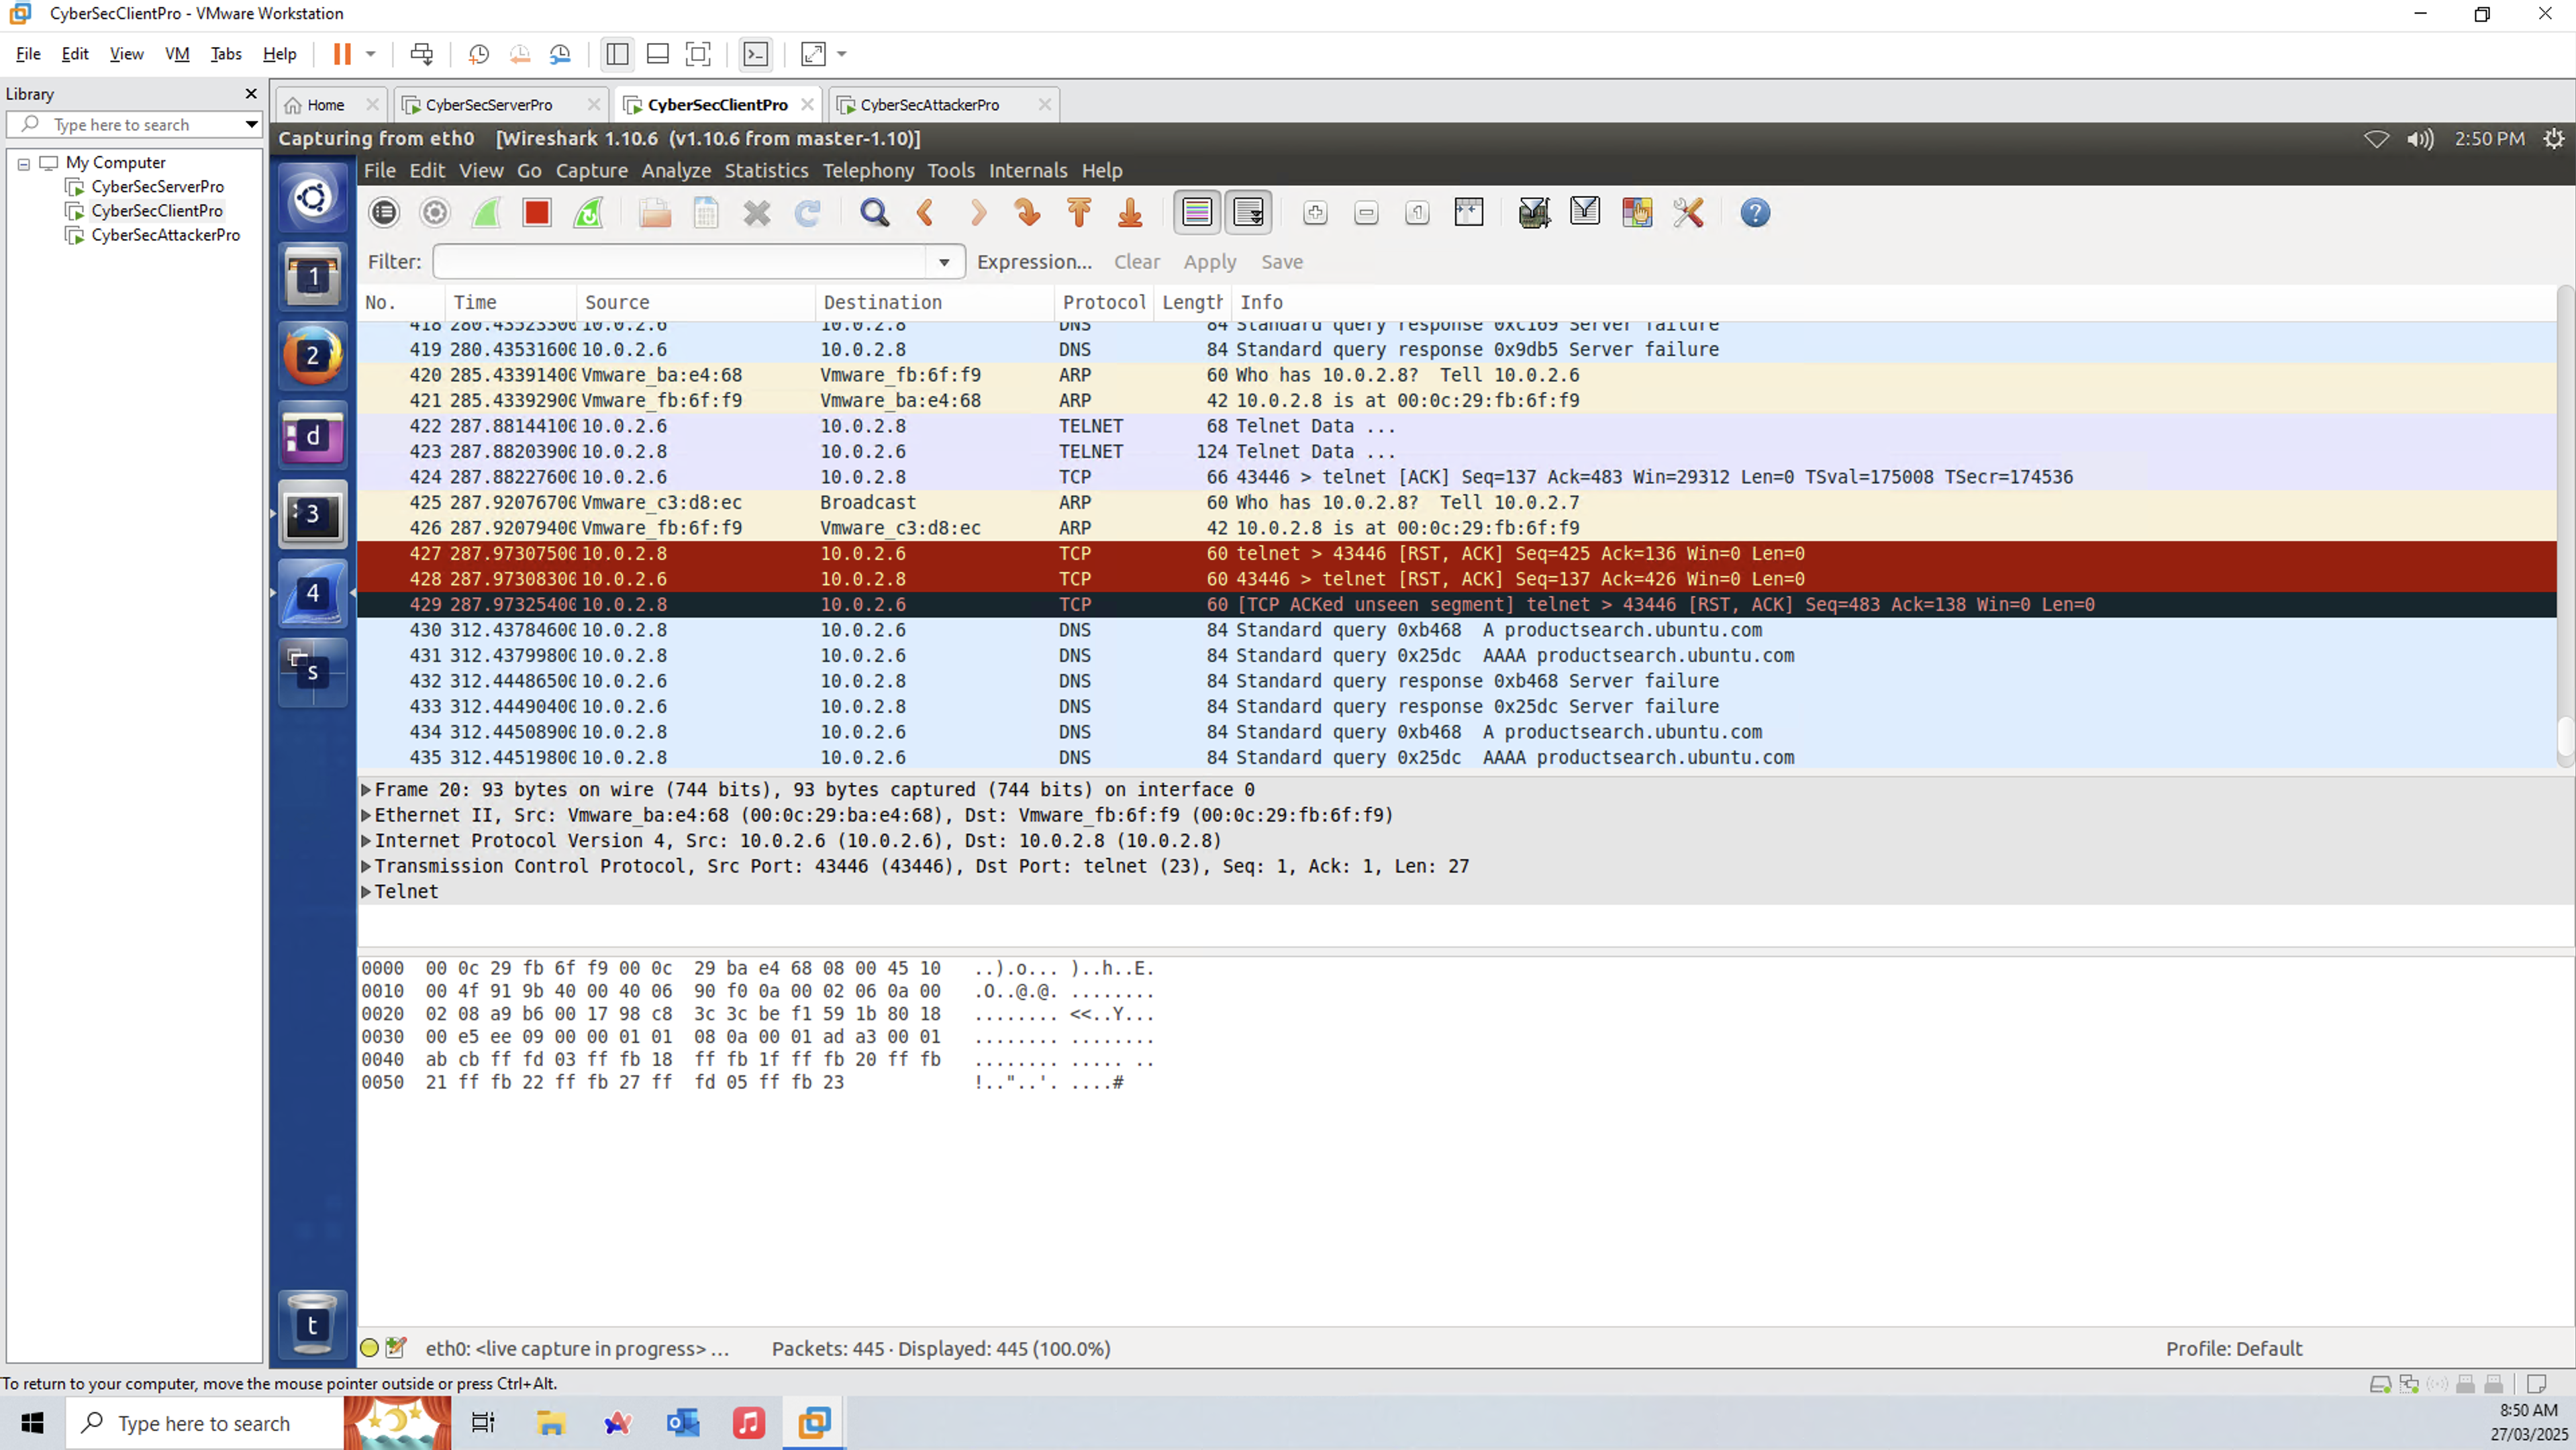 CyberSecClientPro - VMware Workstation
File Edit View VM Tabs Help
Library
Type here to search
My Computer
CyberSecServerPro
CyberSecClientPro
CyberSecAttackerPro
Home CyberSecServerPro CyberSecClientPro CyberSecAttackerPro
Capturing from eth0 [Wireshark 1.10.6 (v1.10.6 from master-1.10)] 2:50 PM
File Edit View Go Capture Analyze Statistics Telephony Tools Internals Help
Filter: Expression... Clear Apply Save
No. Time Source Destination Protocol Length Info
418 280.435233000 10.0.2.6 10.0.2.8 DNS 84 Standard query response 0xc169 Server failure
419 280.43531600 10.0.2.6 10.0.2.8 DNS 84 Standard query response 0x9db5 Server failure
420 285.43391400 Vmware_ba:e4:68 Vmware_fb:6f:f9 ARP 60 Who has 10.0.2.8? Tell 10.0.2.6
421 285.43392900 Vmware_fb:6f:f9 Vmware_ba:e4:68 ARP 42 10.0.2.8 is at 00:0c:29:fb:6f:f9
422 287.88144100 10.0.2.6 10.0.2.8 TELNET 68 Telnet Data ...
423 287.88203900 10.0.2.8 10.0.2.6 TELNET 124 Telnet Data ...
424 287.88227600 10.0.2.6 10.0.2.8 TCP 66 43446 > telnet [ACK] Seq=137 Ack=483 Win=29312 Len=0 TSval=175008 TSecr=174536
425 287.92076700 Vmware_c3:d8:ec Broadcast ARP 60 Who has 10.0.2.8? Tell 10.0.2.7
426 287.92079400 Vmware_fb:6f:f9 Vmware_c3:d8:ec ARP 42 10.0.2.8 is at 00:0c:29:fb:6f:f9
427 287.97307500 10.0.2.8 10.0.2.6 TCP 60 telnet > 43446 [RST, ACK] Seq=425 Ack=136 Win=0 Len=0
428 287.97308300 10.0.2.6 10.0.2.8 TCP 60 43446 > telnet [RST, ACK] Seq=137 Ack=426 Win=0 Len=0
429 287.97325400 10.0.2.8 10.0.2.6 TCP 60 [TCP ACKed unseen segment] telnet > 43446 [RST, ACK] Seq=483 Ack=138 Win=0 Len=0
430 312.43784600 10.0.2.8 10.0.2.6 DNS 84 Standard query 0xb468 A productsearch.ubuntu.com
431 312.43799800 10.0.2.8 10.0.2.6 DNS 84 Standard query 0x25dc AAAA productsearch.ubuntu.com
432 312.44486500 10.0.2.6 10.0.2.8 DNS 84 Standard query response 0xb468 Server failure
433 312.44490400 10.0.2.6 10.0.2.8 DNS 84 Standard query response 0x25dc Server failure
434 312.44508900 10.0.2.8 10.0.2.6 DNS 84 Standard query 0xb468 A productsearch.ubuntu.com
435 312.44519800 10.0.2.8 10.0.2.6 DNS 84 Standard query 0x25dc AAAA productsearch.ubuntu.com
1
2
d
3
4
s
t
Frame 20: 93 bytes on wire (744 bits), 93 bytes captured (744 bits) on interface 0
Ethernet II, Src: Vmware_ba:e4:68 (00:0c:29:ba:e4:68), Dst: Vmware_fb:6f:f9 (00:0c:29:fb:6f:f9)
Internet Protocol Version 4, Src: 10.0.2.6 (10.0.2.6), Dst: 10.0.2.8 (10.0.2.8)
Transmission Control Protocol, Src Port: 43446 (43446), Dst Port: telnet (23), Seq: 1, Ack: 1, Len: 27
Telnet
0000 00 0c 29 fb 6f f9 00 0c 29 ba e4 68 08 00 45 10 ..).o... )..h..E.
0010 00 4f 91 9b 40 00 40 06 90 f0 0a 00 02 06 0a 00 .O..@.@. ........
0020 02 08 a9 b6 00 17 98 c8 3c 3c be f1 59 1b 80 18 ........ <<..Y...
0030 00 e5 ee 09 00 00 01 01 08 0a 00 01 ad a3 00 01 ........ ........
0040 ab cb ff fd 03 ff fb 18 ff fb 1f ff fb 20 ff fb ........ ..... ..
0050 21 ff fb 22 ff fb 27 ff fd 05 ff fb 23 !.."..'. ....#
eth0: <live capture in progress> ... Packets: 445 · Displayed: 445 (100.0%) Profile: Default
To return to your computer, move the mouse pointer outside or press Ctrl+Alt.
Type here to search
8:50 AM
27/03/2025